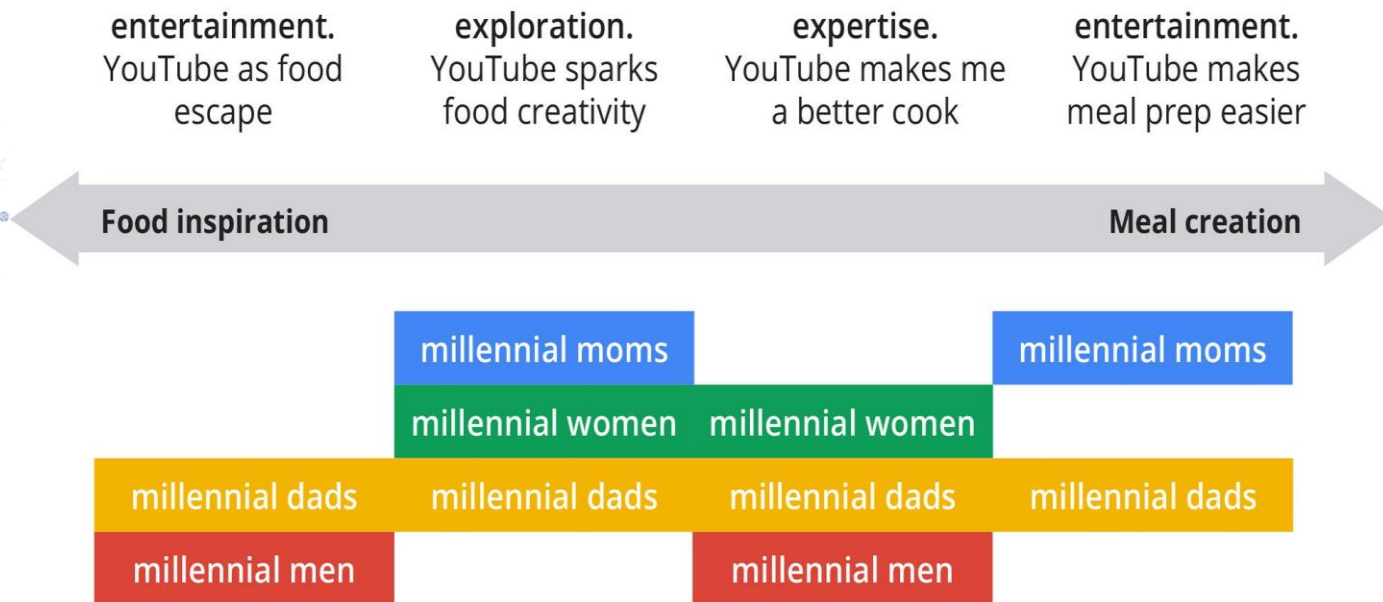 entertainment.
YouTube as food
escape
exploration.
YouTube sparks
food creativity
expertise.
YouTube makes me
a better cook
entertainment.
YouTube makes
meal prep easier
Food inspiration
Meal creation
millennial moms
millennial moms
millennial women
millennial women
millennial dads
millennial dads
millennial dads
millennial dads
millennial men
millennial men